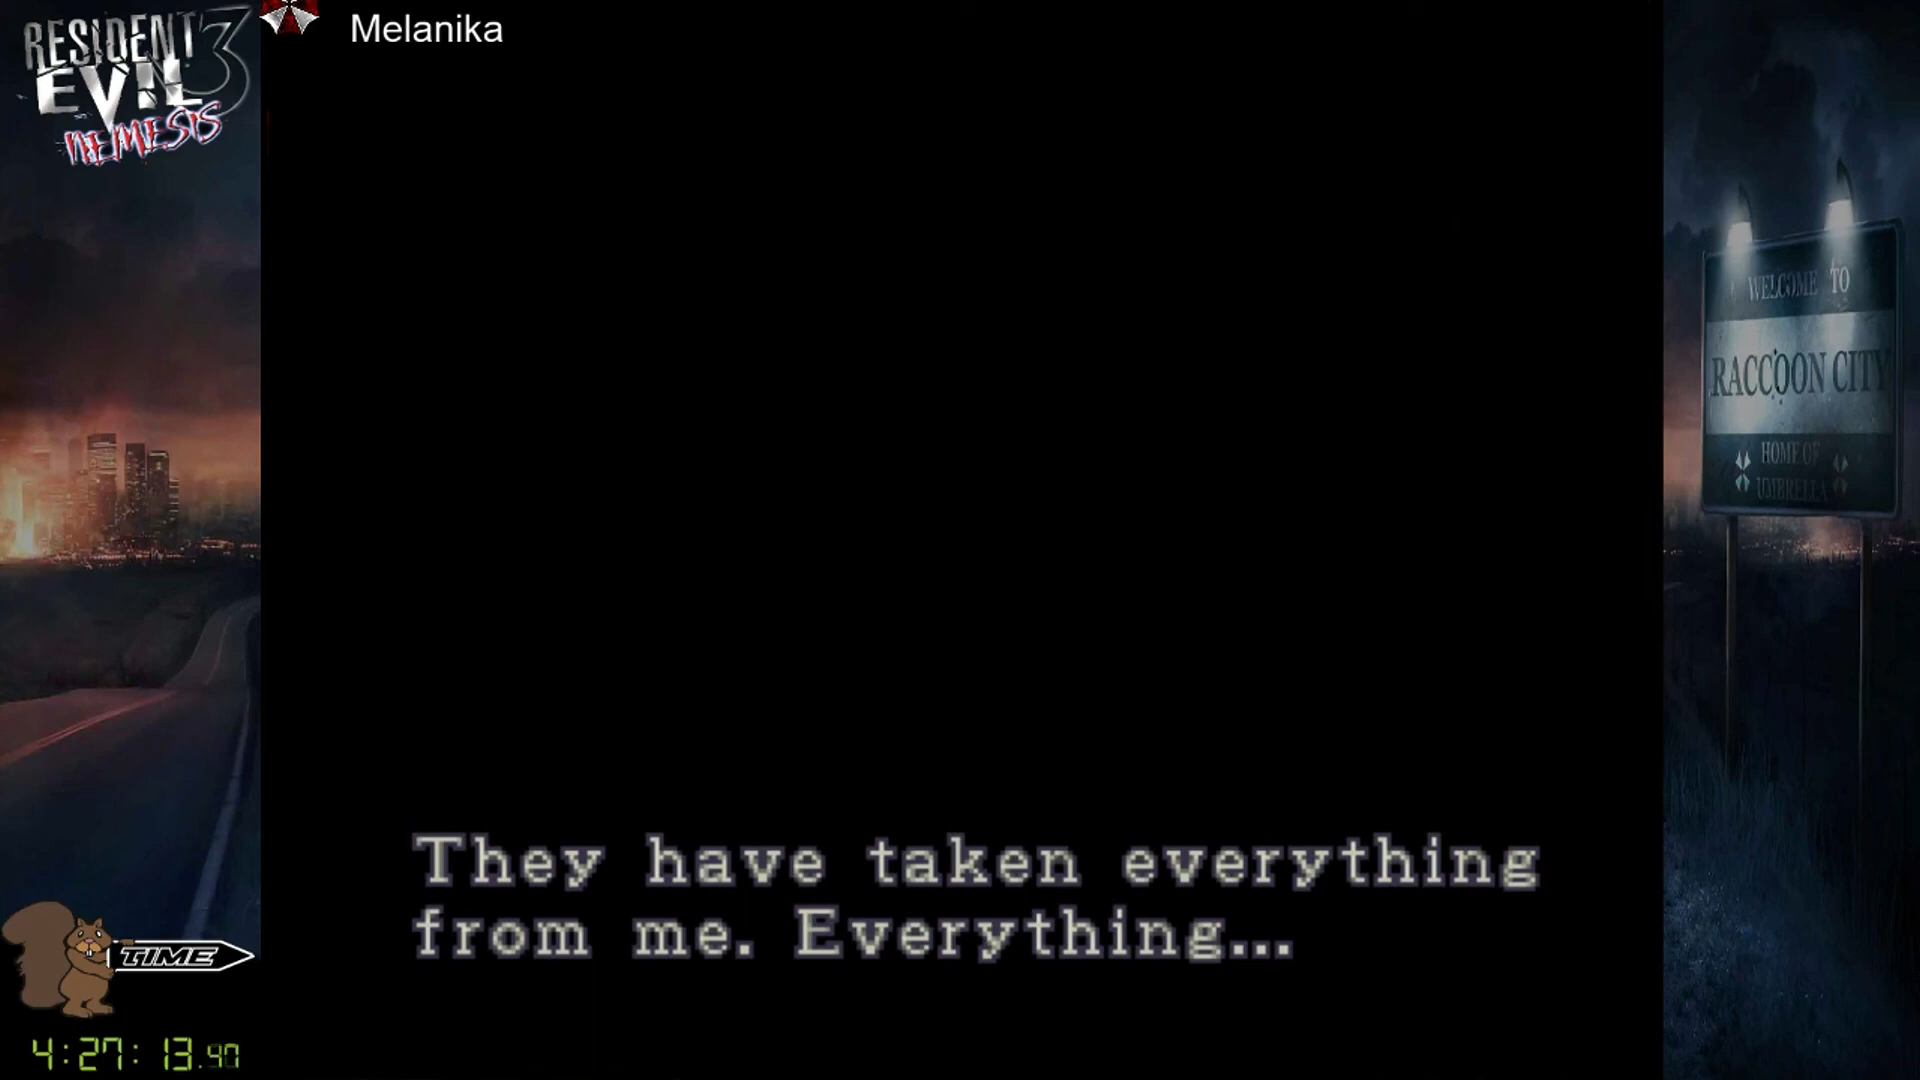 RESIDENT
EVIL 3
NEMESIS
Melanika
WELCOME TO
RACCOON CITY
HOME OF
UMBRELLA
They have taken everything
from me. Everything...
TIME
4:27:13.90